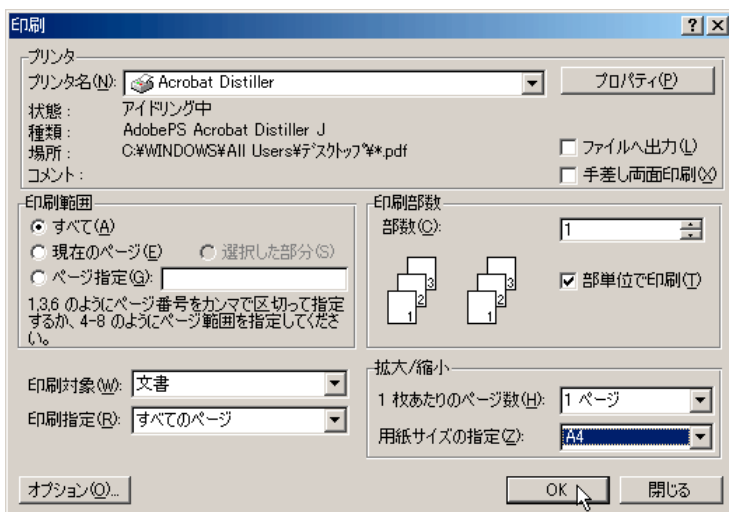 印刷
プリンタ
プリンタ名(N): Acrobat Distiller プロパティ(P)
状態： アイドリング中
種類： AdobePS Acrobat Distiller J
場所： C:¥WINDOWS¥All Users¥デスクトップ¥*.pdf ファイルへ出力(L)
コメント： 手差し両面印刷(X)
印刷範囲
すべて(A)
現在のページ(E) 選択した部分(S)
ページ指定(G):
1,3,6 のようにページ番号をカンマで区切って指定
するか、4-8 のようにページ範囲を指定してくださ
い。
印刷部数
部数(C): 1
1 2 3 1 2 3 部単位で印刷(T)
印刷対象(W): 文書
印刷指定(R): すべてのページ
拡大/縮小
1 枚あたりのページ数(H): 1 ページ
用紙サイズの指定(Z): A4
オプション(O)... OK 閉じる